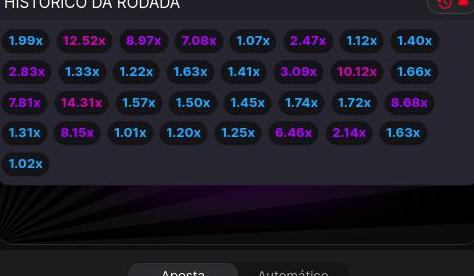 HISTÓRICO DA RODADA
1.99x 12.52x 8.97x 7.08x 1.07x 2.47x 1.12x 1.40x
2.83x 1.33x 1.22x 1.63x 1.41x 3.09x 10.12x 1.66x
7.81x 14.31x 1.57x 1.50x 1.45x 1.74x 1.72x 8.68x
1.31x 8.15x 1.01x 1.20x 1.25x 6.46x 2.14x 1.63x
1.02x
Aposta Automático